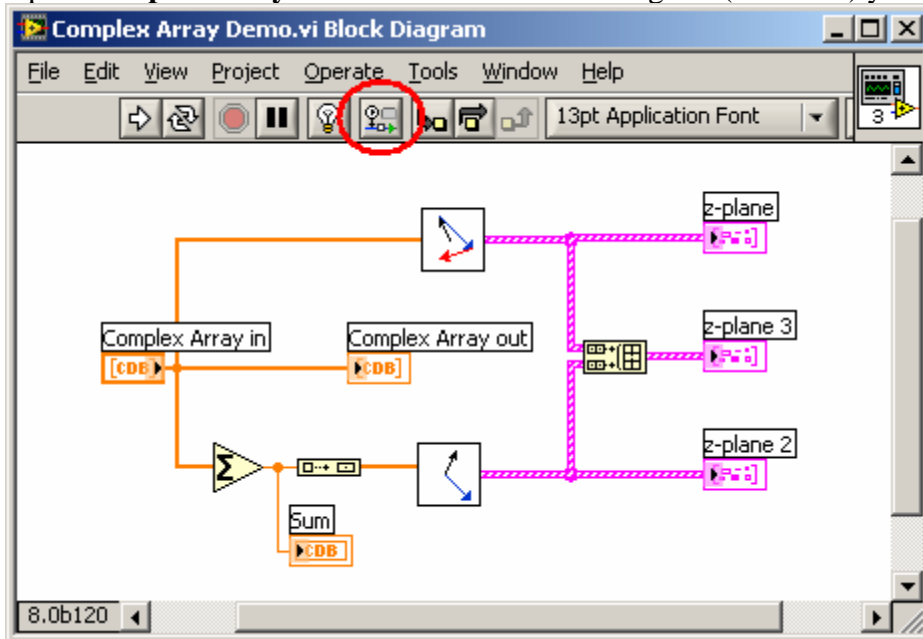 Complex Array Demo.vi Block Diagram
File Edit View Project Operate Tools Window Help
13pt Application Font
3
z-plane
Complex Array in
Complex Array out
z-plane 3
[CDB]
CDB]
z-plane 2
Σ
Sum
CDB
8.0b120